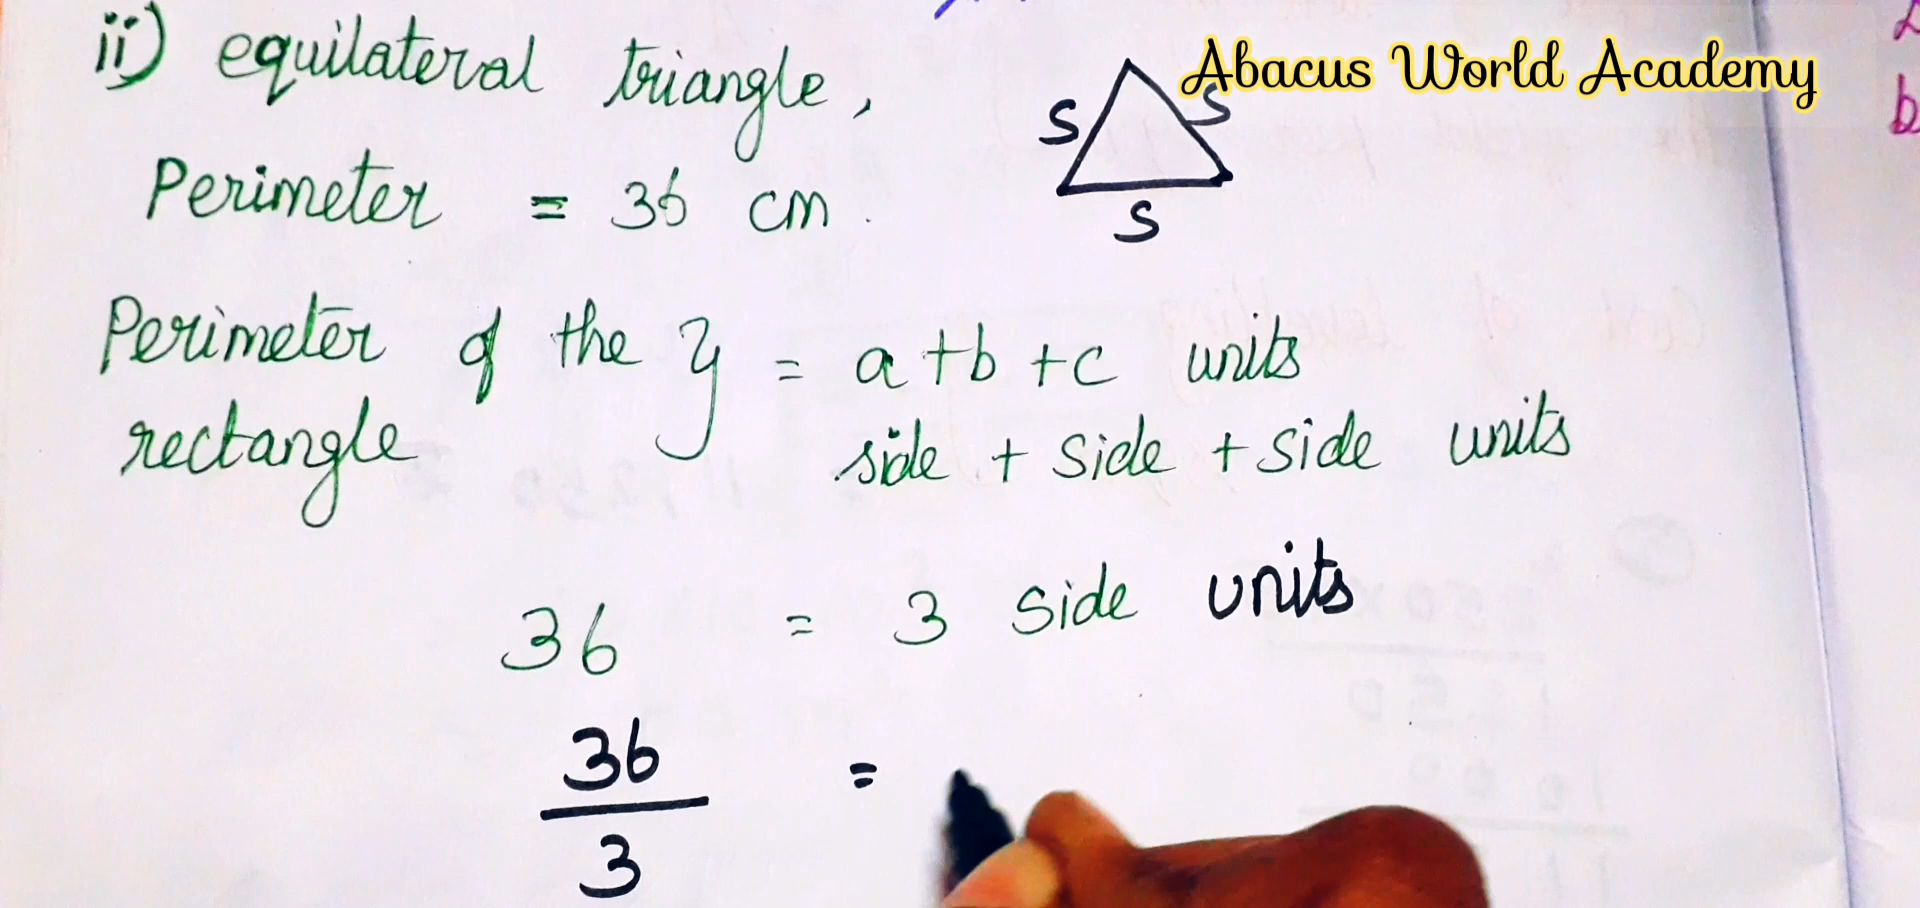 ii) equilateral triangle,
Abacus World Academy
S
S
S
Perimeter = 36 cm.
Perimeter of the } = a + b + c units
rectangle
side + side + side units
36 = 3 side units
36
3
=
b